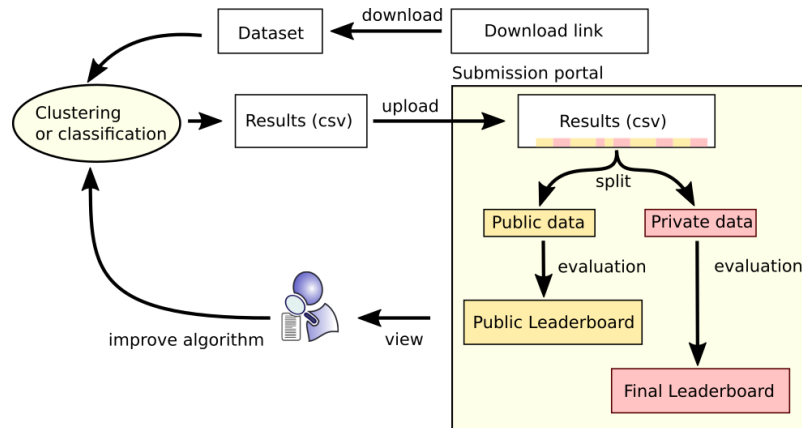 Dataset
download
Download link
Submission portal
Clustering
or classification
Results (csv)
upload
Results (csv)
split
Public data
Private data
evaluation
evaluation
Public Leaderboard
improve algorithm
view
Final Leaderboard